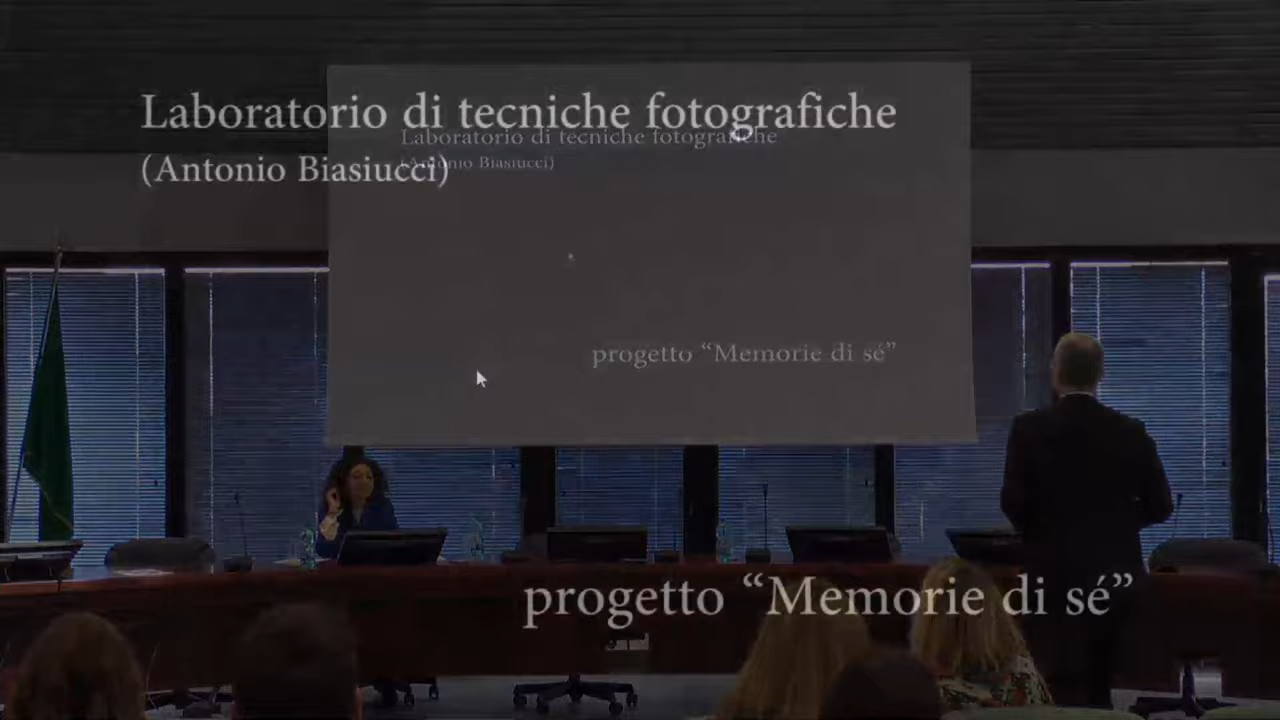 Laboratorio di tecniche fotografiche
(Antonio Biasiucci)
Laboratorio di tecniche fotografiche
(Antonio Biasiucci)
progetto “Memorie di sé”
progetto “Memorie di sé”